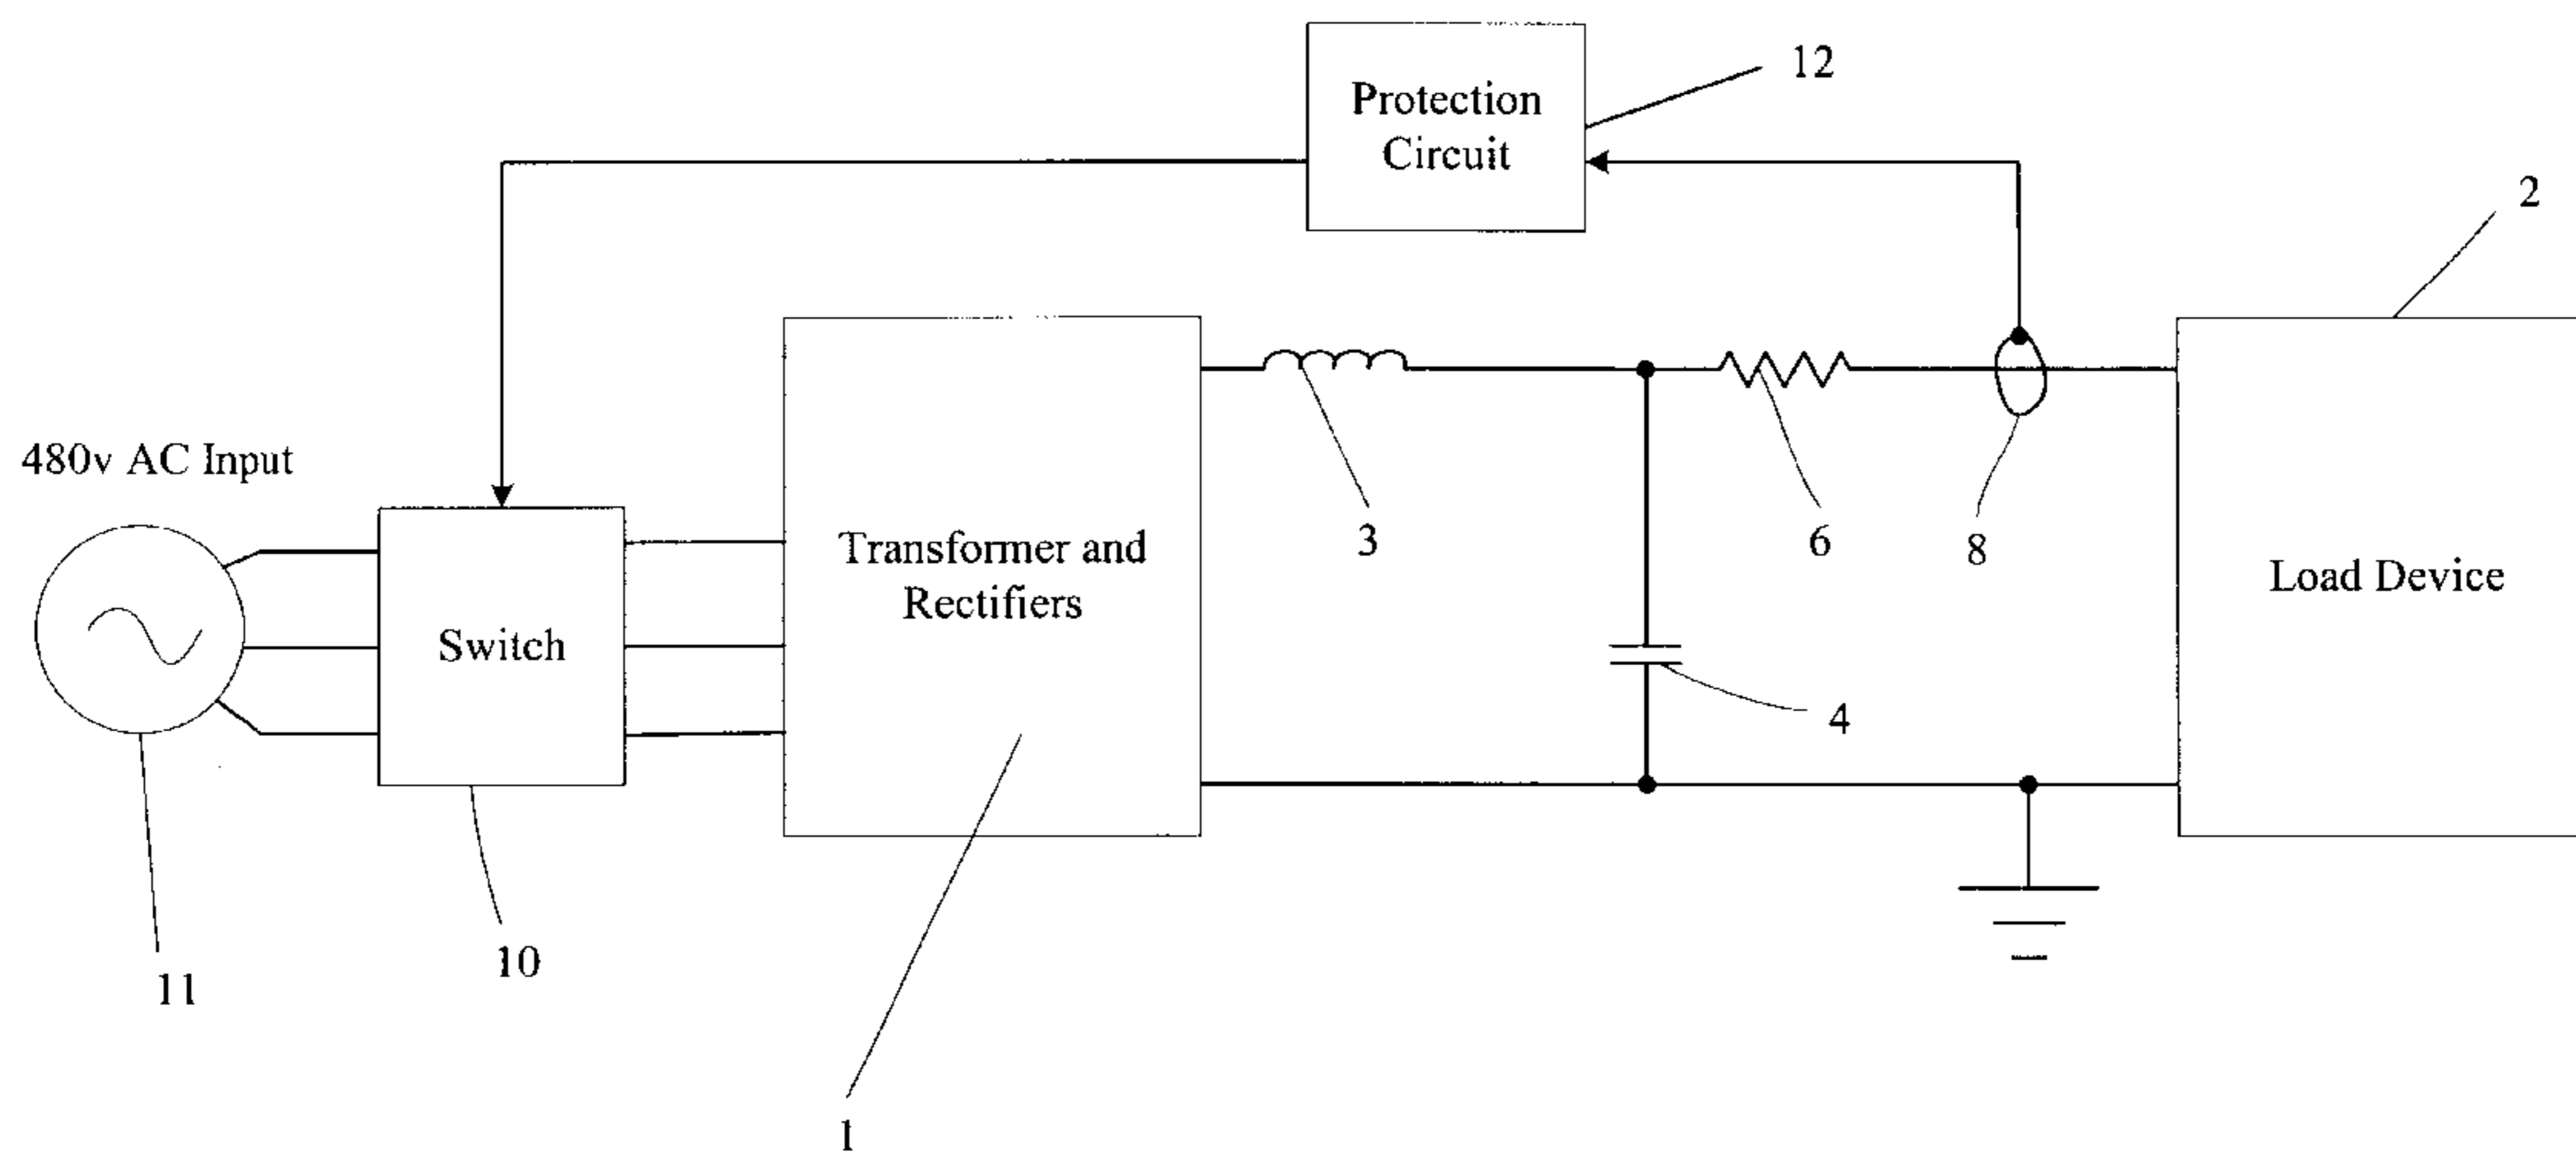 12
Protection
Circuit
2
480v AC Input
3
6
8
Transformer and
Rectifiers
Load Device
Switch
4
10
11
1